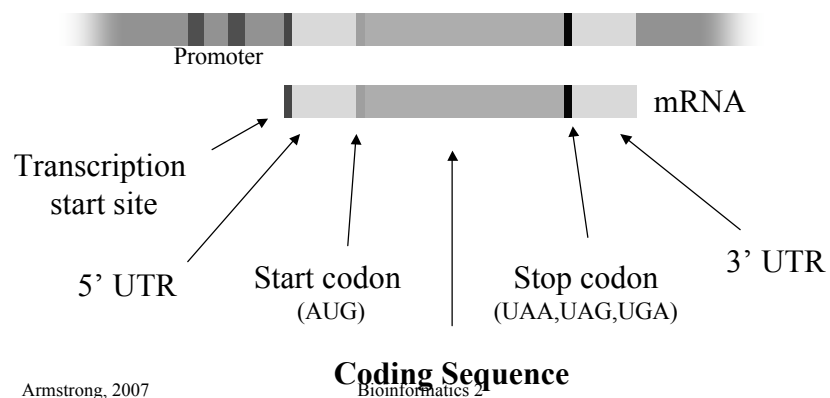 Promoter
mRNA
Transcription
start site
5’ UTR
Start codon
(AUG)
Stop codon
(UAA,UAG,UGA)
3’ UTR
Coding Sequence
Armstrong, 2007
Bioinformatics 2